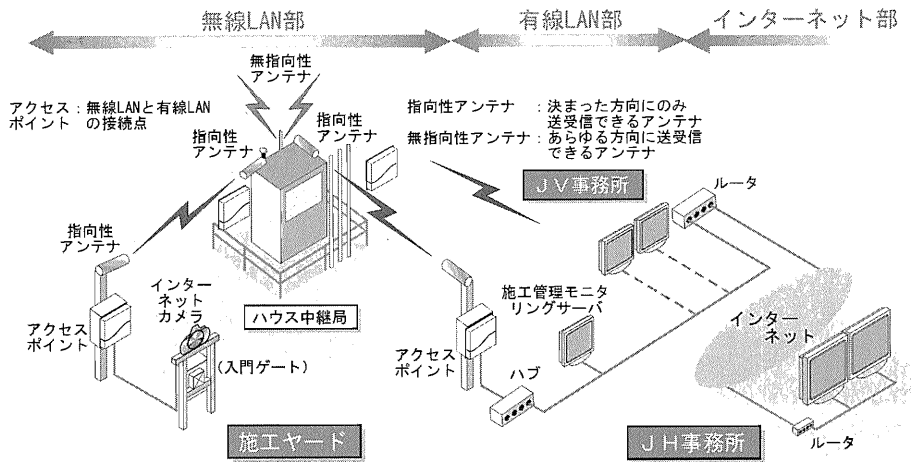 無線LAN部
有線LAN部
インターネット部
無指向性
アンテナ
アクセス：無線LANと有線LAN
ポイント　の接続点
指向性
アンテナ
指向性
アンテナ
指向性アンテナ　：決まった方向にのみ
送受信できるアンテナ
無指向性アンテナ：あらゆる方向に送受信
できるアンテナ
ＪＶ事務所
ルータ
指向性
アンテナ
インター
ネット
カメラ
アクセス
ポイント
(入門ゲート)
ハウス中継局
施工管理モニタ
リングサーバ
アクセス
ポイント
ハブ
インター
ネット
ルータ
施工ヤード
ＪＨ事務所